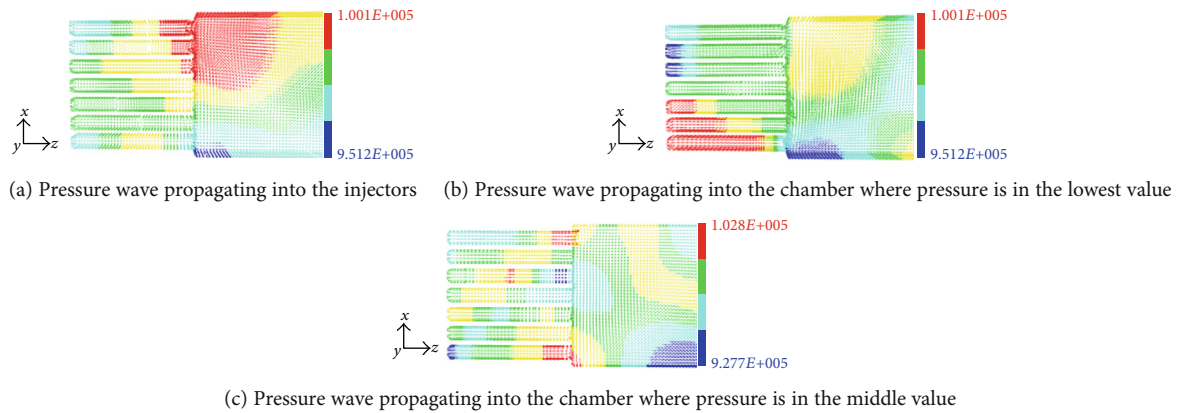 1.001E+005
x
y
z
9.512E+005
(a) Pressure wave propagating into the injectors
1.001E+005
x
y
z
9.512E+005
(b) Pressure wave propagating into the chamber where pressure is in the lowest value
1.028E+005
x
y
z
9.277E+005
(c) Pressure wave propagating into the chamber where pressure is in the middle value